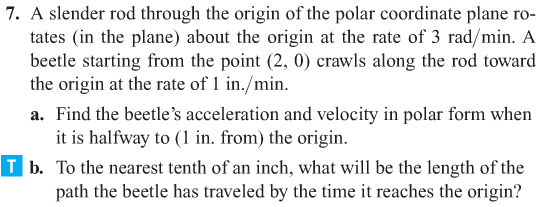 7. A slender rod through the origin of the polar coordinate plane ro-
tates (in the plane) about the origin at the rate of 3 rad/min. A
beetle starting from the point (2, 0) crawls along the rod toward
the origin at the rate of 1 in./min.
a. Find the beetle's acceleration and velocity in polar form when
it is halfway to (1 in. from) the origin.
T b. To the nearest tenth of an inch, what will be the length of the
path the beetle has traveled by the time it reaches the origin?